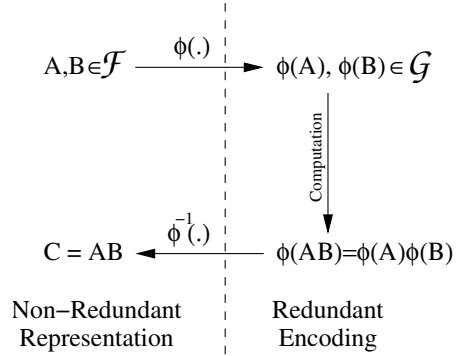 A,B∈ℱ
ϕ(.)
ϕ(A), ϕ(B) ∈ 𝒢
Computation
C = AB
ϕ⁻¹(.)
ϕ(AB)=ϕ(A)ϕ(B)
Non−Redundant
Representation
Redundant
Encoding